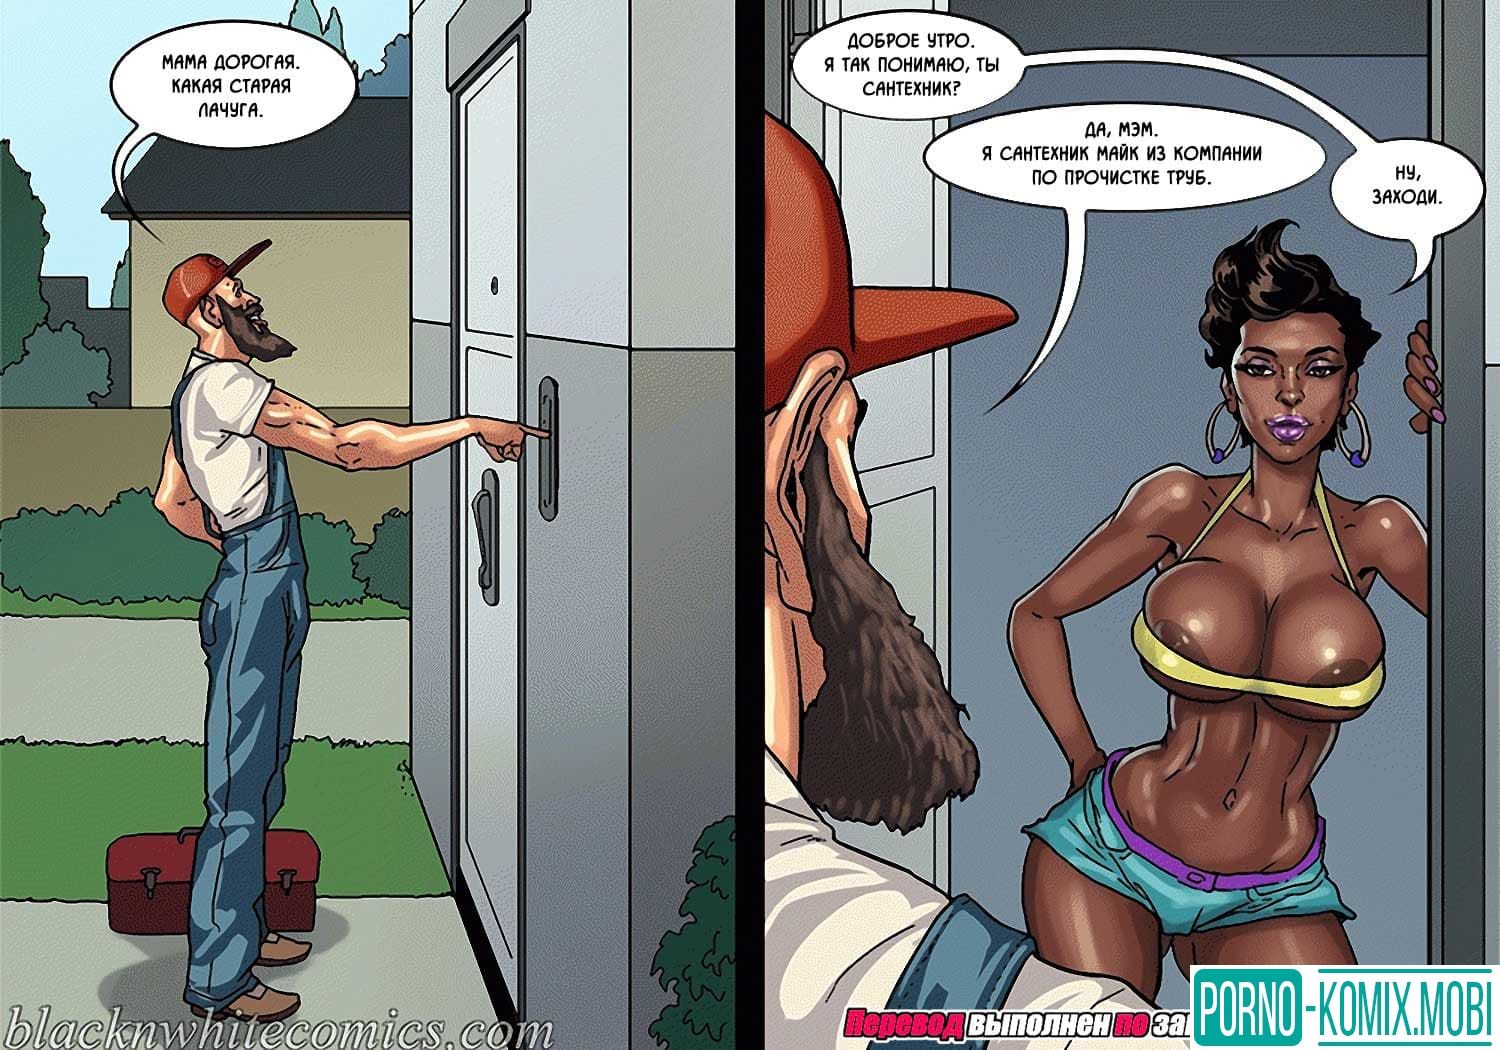 МАМА ДОРОГАЯ.
КАКАЯ СТАРАЯ
ЛАЧУГА.
ДОБРОЕ УТРО.
Я ТАК ПОНИМАЮ, ТЫ
САНТЕХНИК?
ДА, МЭМ.
Я САНТЕХНИК МАЙК ИЗ КОМПАНИИ
ПО ПРОЧИСТКЕ ТРУБ.
НУ,
ЗАХОДИ.
blacknwhitecomics.com
Перевод выполнен по
PORNO-KOMIX.MOBI